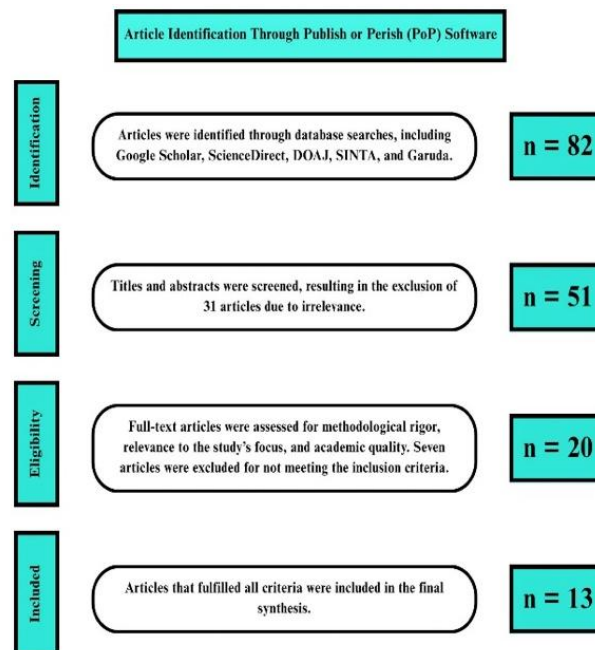 Article Identification Through Publish or Perish (PoP) Software
Identification
Articles were identified through database searches, including
Google Scholar, ScienceDirect, DOAJ, SINTA, and Garuda.
n = 82
Screening
Titles and abstracts were screened, resulting in the exclusion of
31 articles due to irrelevance.
n = 51
Eligibility
Full-text articles were assessed for methodological rigor,
relevance to the study's focus, and academic quality. Seven
articles were excluded for not meeting the inclusion criteria.
n = 20
Included
Articles that fulfilled all criteria were included in the final
synthesis.
n = 13